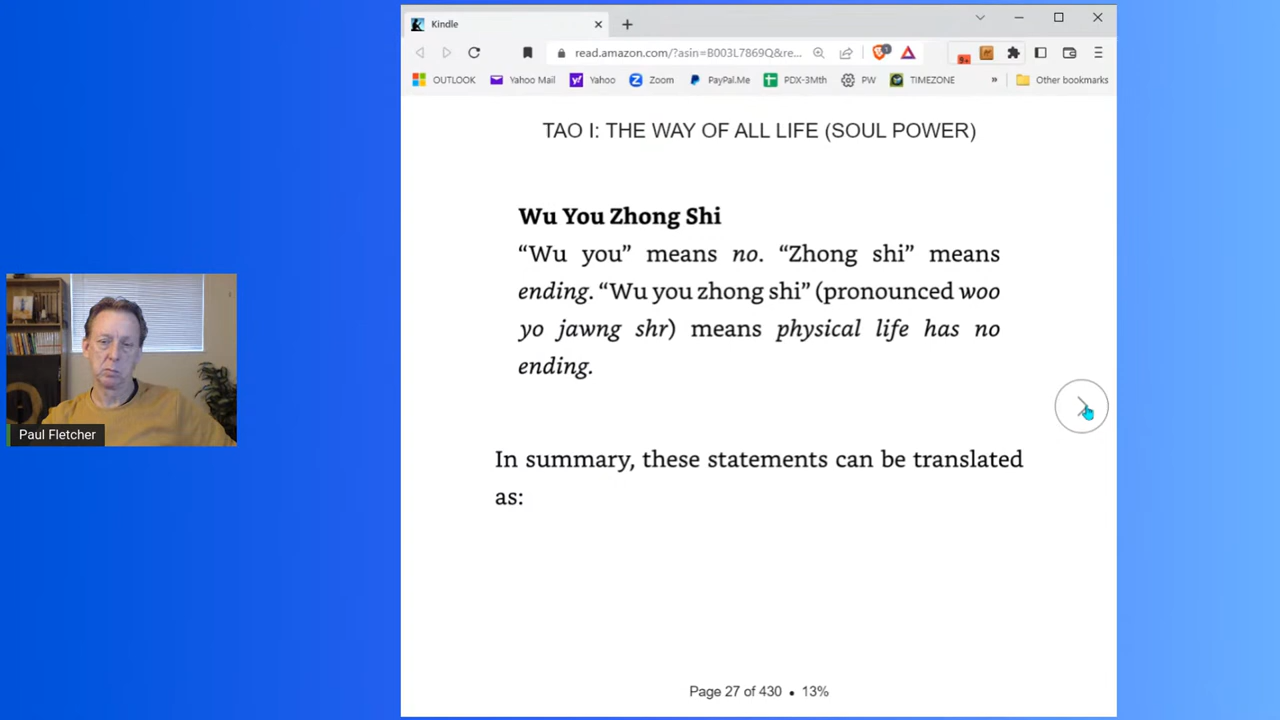 Kindle
read.amazon.com/?asin=B003L7869Q&re...
9+
OUTLOOK
Yahoo Mail
Yahoo
Zoom
PayPal.Me
PDX-3Mth
PW
TIMEZONE
»
Other bookmarks
TAO I: THE WAY OF ALL LIFE (SOUL POWER)
Wu You Zhong Shi
“Wu you” means no. “Zhong shi” means
ending. “Wu you zhong shi” (pronounced woo
yo jawng shr) means physical life has no
ending.
In summary, these statements can be translated
as:
Page 27 of 430 • 13%
Paul Fletcher